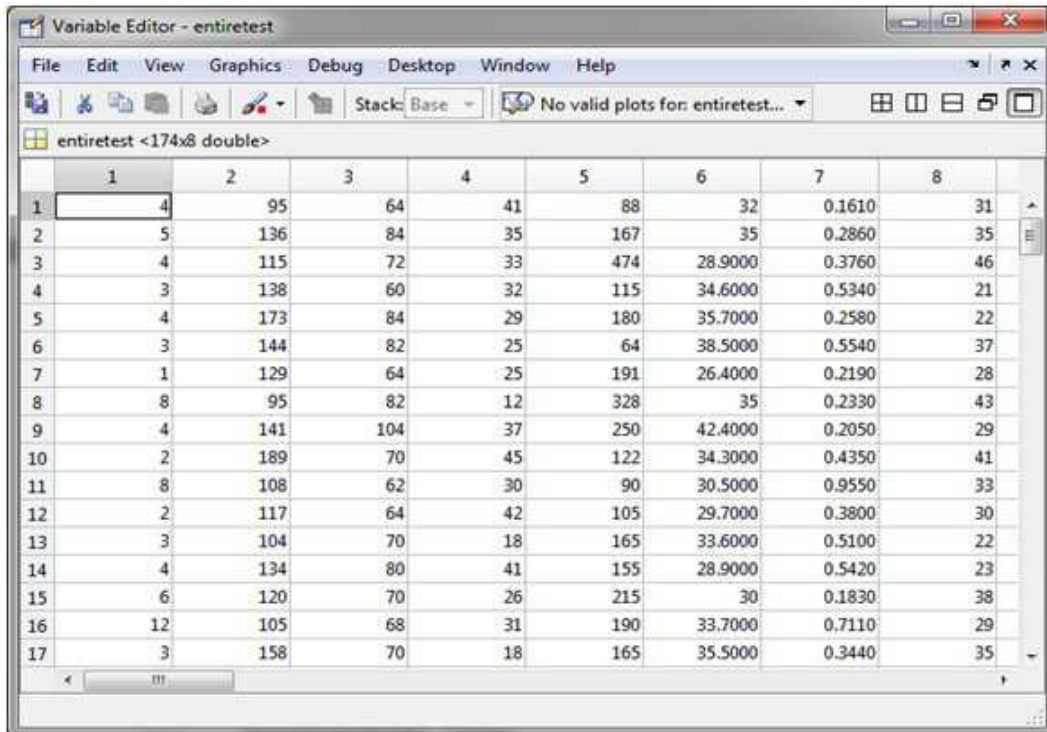 Variable Editor - entiretest
File Edit View Graphics Debug Desktop Window Help
Stack: Base No valid plots for: entiretest...
entiretest <174x8 double>
1 2 3 4 5 6 7 8
1 4 95 64 41 88 32 0.1610 31
2 5 136 84 35 167 35 0.2860 35
3 4 115 72 33 474 28.9000 0.3760 46
4 3 138 60 32 115 34.6000 0.5340 21
5 4 173 84 29 180 35.7000 0.2580 22
6 3 144 82 25 64 38.5000 0.5540 37
7 1 129 64 25 191 26.4000 0.2190 28
8 8 95 82 12 328 35 0.2330 43
9 4 141 104 37 250 42.4000 0.2050 29
10 2 189 70 45 122 34.3000 0.4350 41
11 8 108 62 30 90 30.5000 0.9550 33
12 2 117 64 42 105 29.7000 0.3800 30
13 3 104 70 18 165 33.6000 0.5100 22
14 4 134 80 41 155 28.9000 0.5420 23
15 6 120 70 26 215 30 0.1830 38
16 12 105 68 31 190 33.7000 0.7110 29
17 3 158 70 18 165 35.5000 0.3440 35